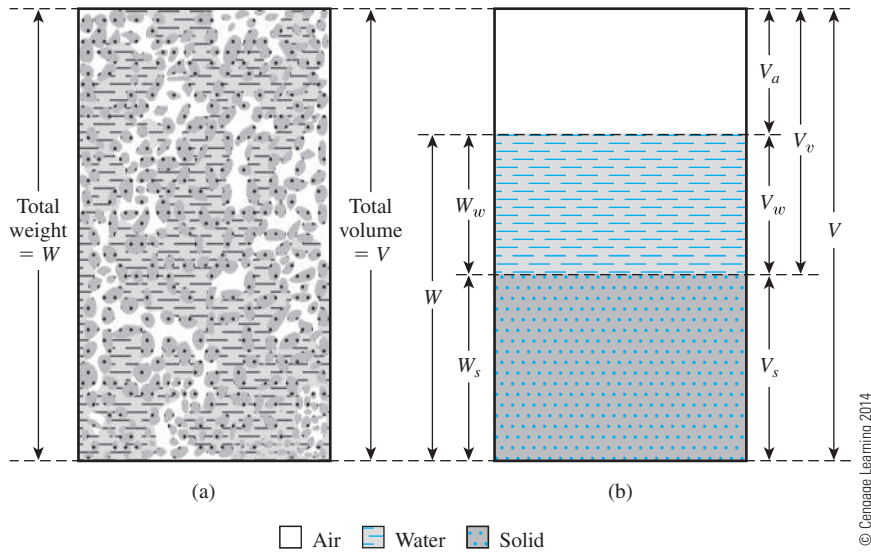 Total
weight
= W
Total
volume
= V
(a)
W
W_w
W_s
V_a
V_w
V_s
V_v
V
(b)
Air
Water
Solid
© Cengage Learning 2014